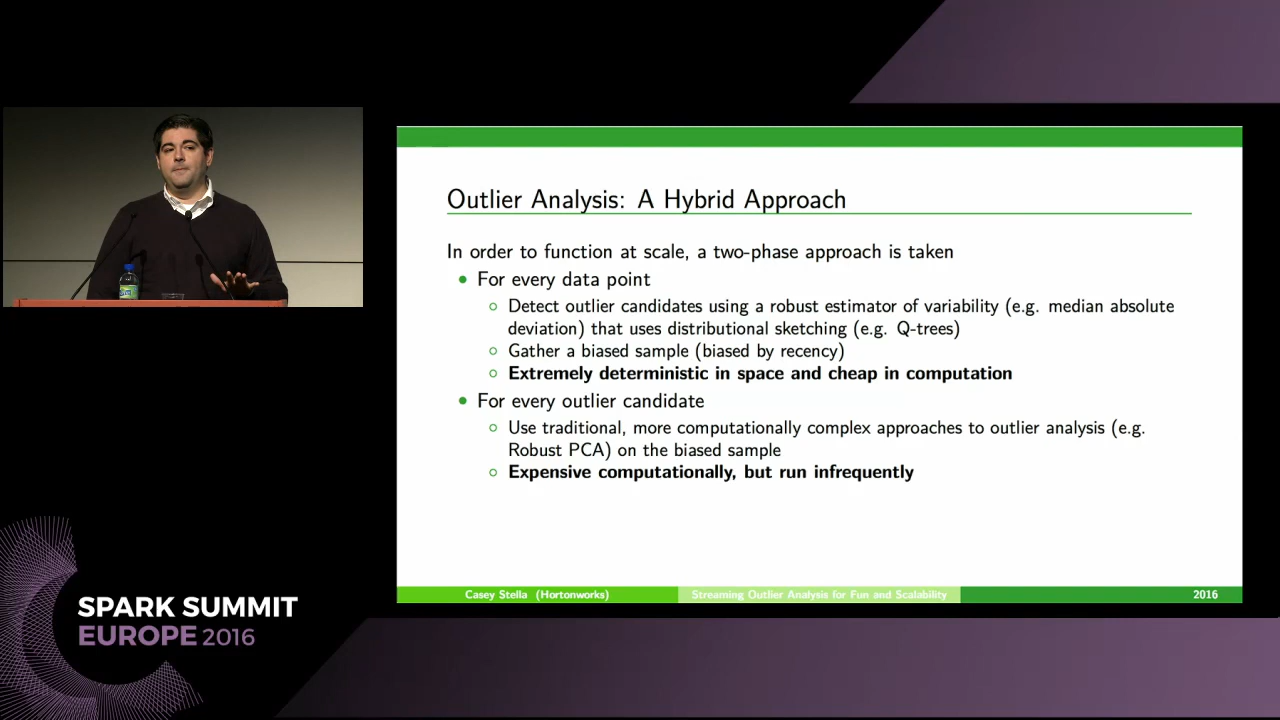 Outlier Analysis: A Hybrid Approach
In order to function at scale, a two-phase approach is taken
• For every data point
◦ Detect outlier candidates using a robust estimator of variability (e.g. median absolute
deviation) that uses distributional sketching (e.g. Q-trees)
◦ Gather a biased sample (biased by recency)
◦ Extremely deterministic in space and cheap in computation
• For every outlier candidate
◦ Use traditional, more computationally complex approaches to outlier analysis (e.g.
Robust PCA) on the biased sample
◦ Expensive computationally, but run infrequently
Casey Stella (Hortonworks) Streaming Outlier Analysis for Fun and Scalability 2016
SPARK SUMMIT
EUROPE 2016